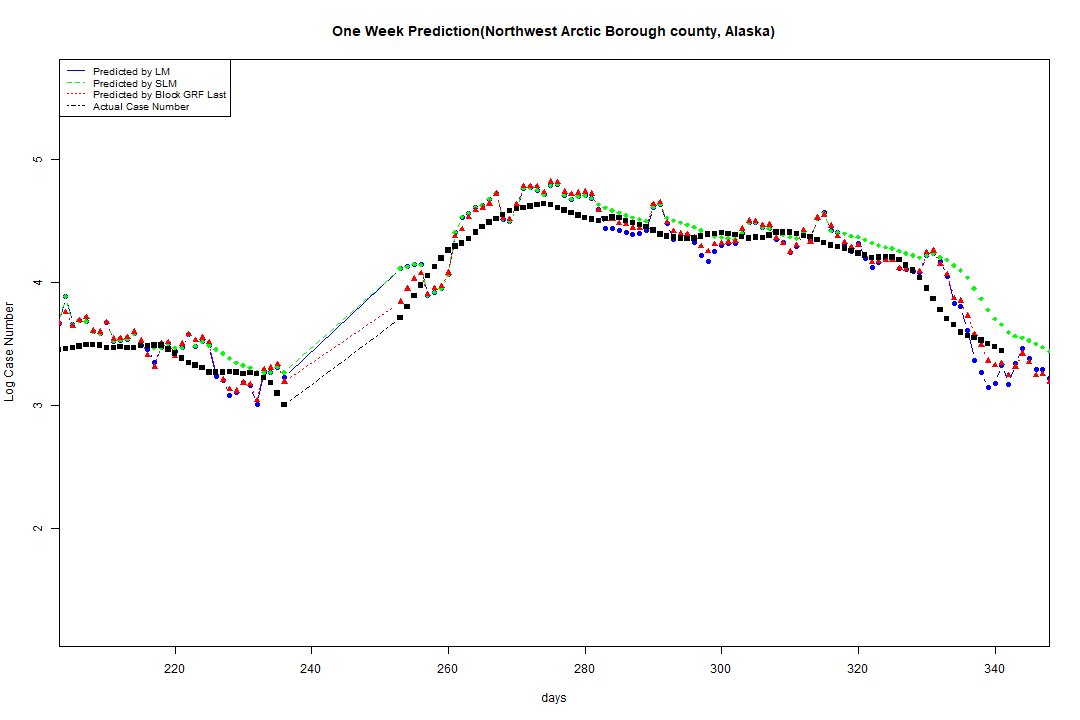 One Week Prediction(Northwest Arctic Borough county, Alaska)
Predicted by LM
Predicted by SLM
Predicted by Block GRF Last
Actual Case Number
Log Case Number
5
4
3
2
220 240 260 280 300 320 340
days